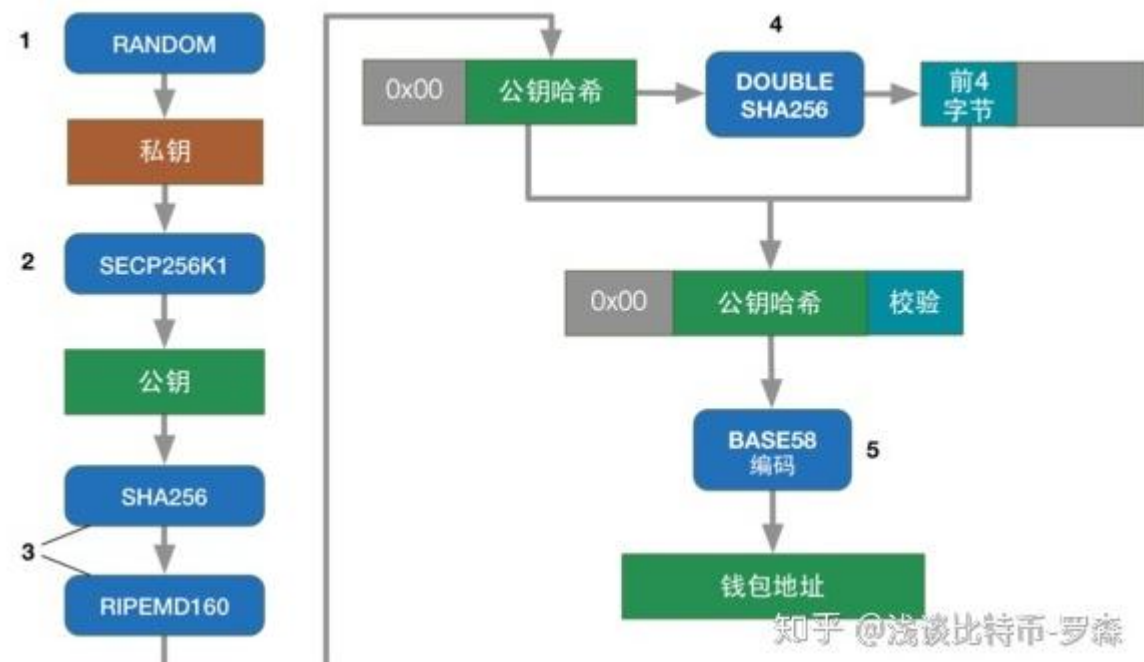 1
RANDOM
私钥
2
SECP256K1
公钥
SHA256
3
RIPEMD160
4
0x00
公钥哈希
DOUBLE
SHA256
前4
字节
0x00
公钥哈希
校验
BASE58
编码
5
钱包地址
知乎 @浅谈比特币-罗森